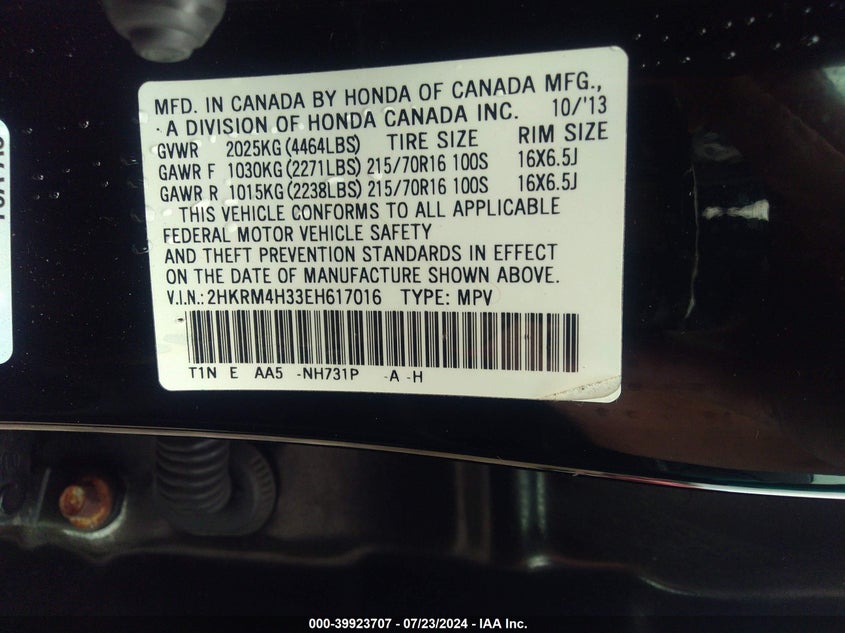 MFD. IN CANADA BY HONDA OF CANADA MFG.,
A DIVISION OF HONDA CANADA INC. 10/'13
GVWR 2025KG (4464LBS) TIRE SIZE RIM SIZE
GAWR F 1030KG (2271LBS) 215/70R16 100S 16X6.5J
GAWR R 1015KG (2238LBS) 215/70R16 100S 16X6.5J
THIS VEHICLE CONFORMS TO ALL APPLICABLE
FEDERAL MOTOR VEHICLE SAFETY
AND THEFT PREVENTION STANDARDS IN EFFECT
ON THE DATE OF MANUFACTURE SHOWN ABOVE.
V.I.N.: 2HKRM4H33EH617016 TYPE: MPV
T1N E AA5 -NH731P -A -H
000-39923707 - 07/23/2024 - IAA Inc.